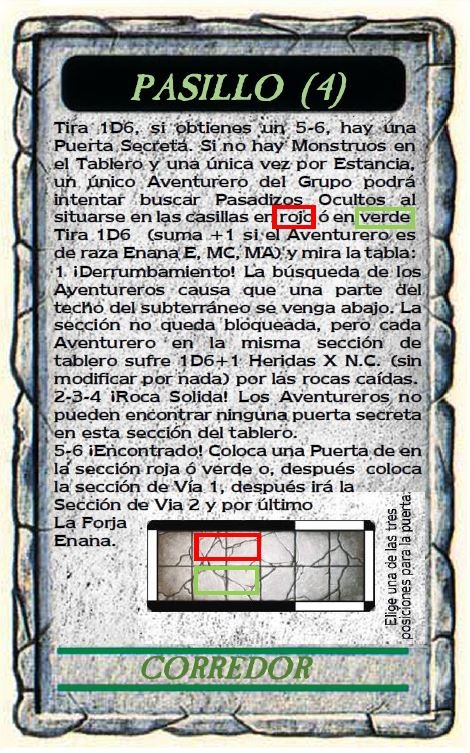 PASILLO (4)
Tira 1D6, si obtienes un 5-6, hay una
Puerta Secreta. Si no hay Monstruos en
el Tablero y una única vez por Estancia,
un único Aventurero del Grupo podrá
intentar buscar Pasadizos Ocultos al
situarse en las casillas en rojo ó en verde
Tira 1D6 (suma +1 si el Aventurero es
de raza Enana E, MC, MA) y mira la tabla:
1 ¡Derrumbamiento! La búsqueda de los
Aventureros causa que una parte del
techo del subterráneo se venga abajo. La
sección no queda bloqueada, pero cada
Aventurero en la misma sección de
tablero sufre 1D6+1 Heridas X N.C. (sin
modificar por nada) por las rocas caídas.
2-3-4 ¡Roca Solida! Los Aventureros no
pueden encontrar ninguna puerta secreta
en esta sección del tablero.
5-6 ¡Encontrado! Coloca una Puerta de en
la sección roja ó verde o, después coloca
la sección de Vía 1, después irá la
Sección de Via 2 y por último
La Forja
Enana.
Elige una de las tres
posiciones para la puerta.
CORREDOR